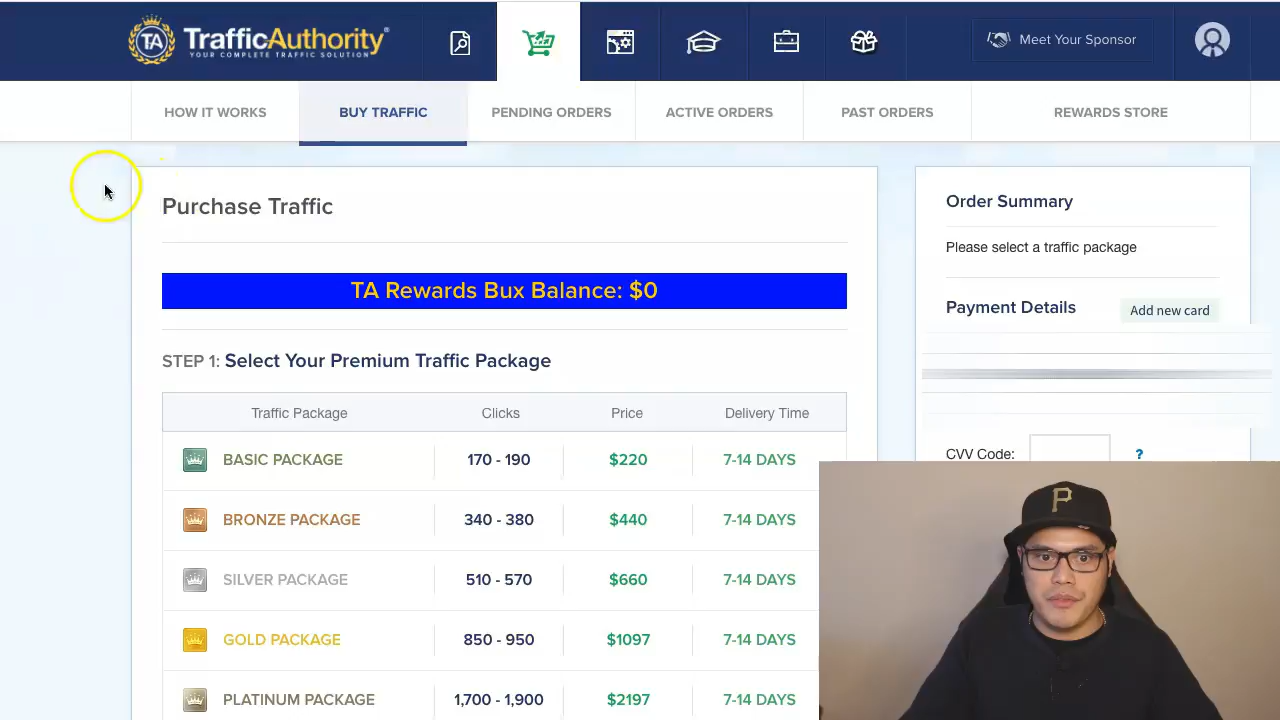 TA TrafficAuthority®
YOUR COMPLETE TRAFFIC SOLUTION
Meet Your Sponsor
HOW IT WORKS
BUY TRAFFIC
PENDING ORDERS
ACTIVE ORDERS
PAST ORDERS
REWARDS STORE
Purchase Traffic
TA Rewards Bux Balance: $0
STEP 1: Select Your Premium Traffic Package
Traffic Package Clicks Price Delivery Time
BASIC PACKAGE 170 - 190 $220 7-14 DAYS
BRONZE PACKAGE 340 - 380 $440 7-14 DAYS
SILVER PACKAGE 510 - 570 $660 7-14 DAYS
GOLD PACKAGE 850 - 950 $1097 7-14 DAYS
PLATINUM PACKAGE 1,700 - 1,900 $2197 7-14 DAYS
Order Summary
Please select a traffic package
Payment Details Add new card
CVV Code: ?
P